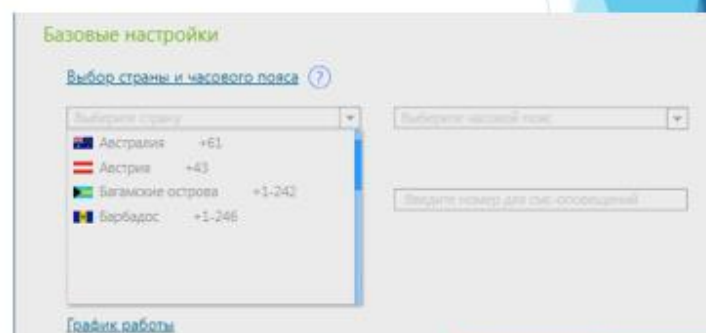 Базовые настройки
Выбор страны и часового пояса ?
Выберите страну
Выберите часовой пояс
Австралия +61
Австрия +43
Багамские острова +1-242
Барбадос +1-246
Введите номер для смс-оповещений
График работы